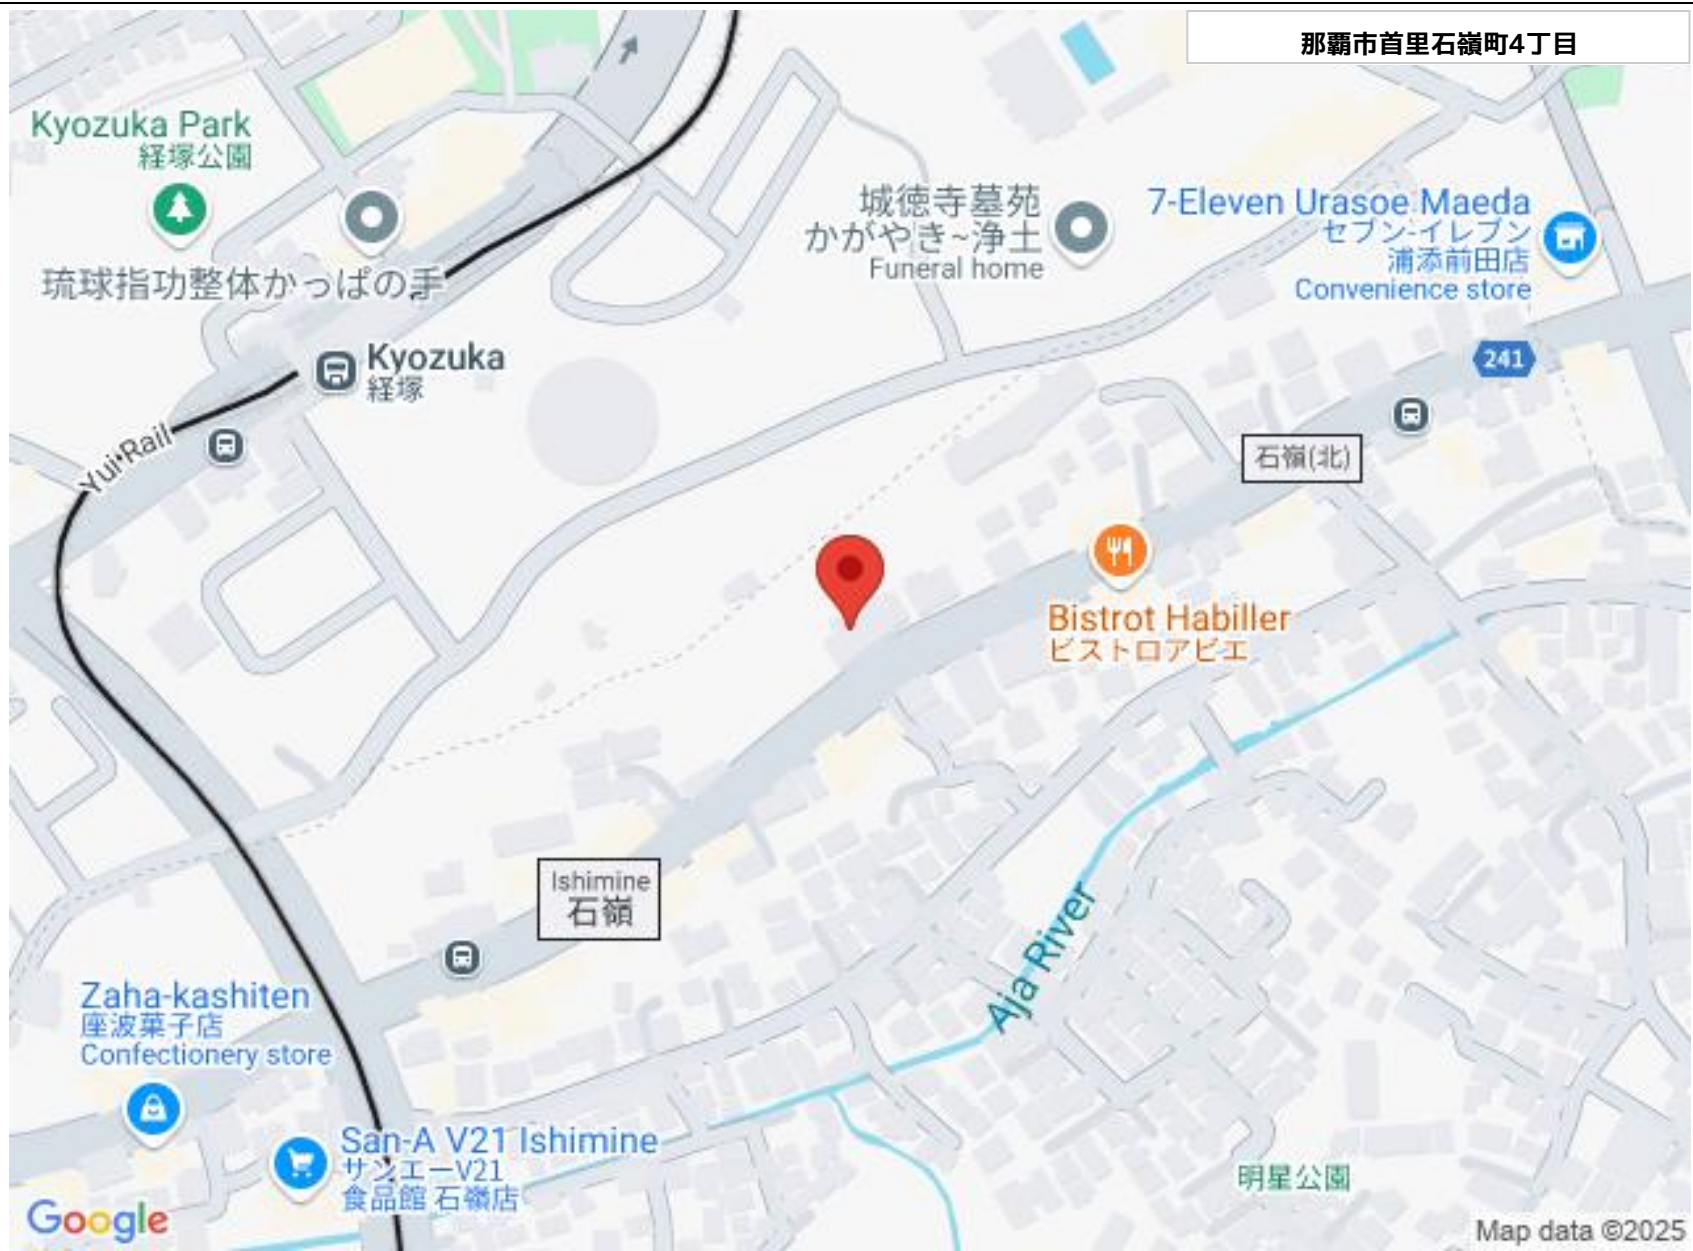 那覇市首里石嶺町4丁目
Kyozuka Park
経塚公園
琉球指功整体かっぱの手
城徳寺墓苑
かがやき~浄土
Funeral home
7-Eleven Urasoe Maeda
セブン-イレブン
浦添前田店
Convenience store
241
Kyozuka
経塚
Yui Rail
石嶺(北)
Bistrot Habiller
ビストロアビエ
Ishimine
石嶺
Aja River
Zaha-kashiten
座波菓子店
Confectionery store
San-A V21 Ishimine
サンエーV21
食品館 石嶺店
明星公園
Google
Map data ©2025